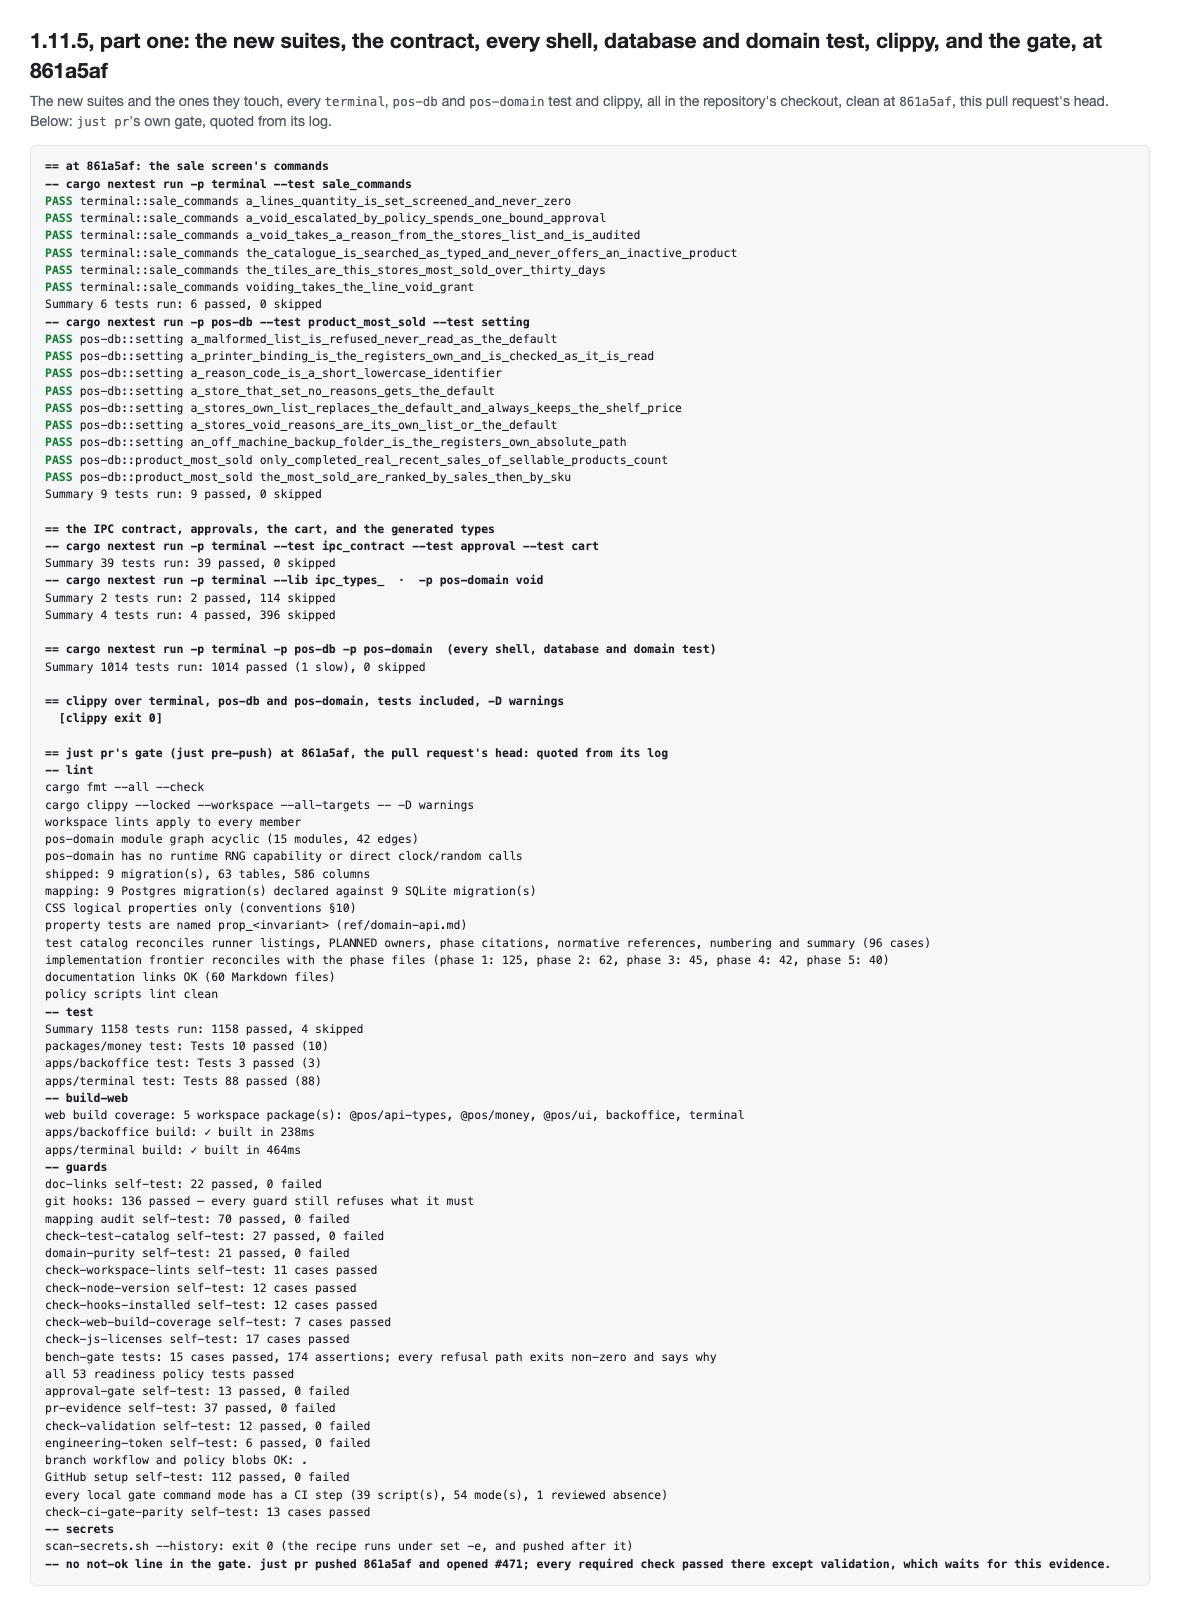 1.11.5, part one: the new suites, the contract, every shell, database and domain test, clippy, and the gate, at
861a5af
The new suites and the ones they touch, every terminal, pos-db and pos-domain test and clippy, all in the repository's checkout, clean at 861a5af, this pull request's head.
Below: just pr's own gate, quoted from its log.
== at 861a5af: the sale screen's commands
-- cargo nextest run -p terminal --test sale_commands
PASS terminal::sale_commands a_lines_quantity_is_set_screened_and_never_zero
PASS terminal::sale_commands a_void_escalated_by_policy_spends_one_bound_approval
PASS terminal::sale_commands a_void_takes_a_reason_from_the_stores_list_and_is_audited
PASS terminal::sale_commands the_catalogue_is_searched_as_typed_and_never_offers_an_inactive_product
PASS terminal::sale_commands the_tiles_are_this_stores_most_sold_over_thirty_days
PASS terminal::sale_commands voiding_takes_the_line_void_grant
Summary 6 tests run: 6 passed, 0 skipped
-- cargo nextest run -p pos-db --test product_most_sold --test setting
PASS pos-db::setting a_malformed_list_is_refused_never_read_as_the_default
PASS pos-db::setting a_printer_binding_is_the_registers_own_and_is_checked_as_it_is_read
PASS pos-db::setting a_reason_code_is_a_short_lowercase_identifier
PASS pos-db::setting a_store_that_set_no_reasons_gets_the_default
PASS pos-db::setting a_stores_own_list_replaces_the_default_and_always_keeps_the_shelf_price
PASS pos-db::setting a_stores_void_reasons_are_its_own_list_or_the_default
PASS pos-db::setting an_off_machine_backup_folder_is_the_registers_own_absolute_path
PASS pos-db::product_most_sold only_completed_real_recent_sales_of_sellable_products_count
PASS pos-db::product_most_sold the_most_sold_are_ranked_by_sales_then_by_sku
Summary 9 tests run: 9 passed, 0 skipped
== the IPC contract, approvals, the cart, and the generated types
-- cargo nextest run -p terminal --test ipc_contract --test approval --test cart
Summary 39 tests run: 39 passed, 0 skipped
-- cargo nextest run -p terminal --lib ipc_types_ · -p pos-domain void
Summary 2 tests run: 2 passed, 114 skipped
Summary 4 tests run: 4 passed, 396 skipped
== cargo nextest run -p terminal -p pos-db -p pos-domain (every shell, database and domain test)
Summary 1014 tests run: 1014 passed (1 slow), 0 skipped
== clippy over terminal, pos-db and pos-domain, tests included, -D warnings
[clippy exit 0]
== just pr's gate (just pre-push) at 861a5af, the pull request's head: quoted from its log
-- lint
cargo fmt --all --check
cargo clippy --locked --workspace --all-targets -- -D warnings
workspace lints apply to every member
pos-domain module graph acyclic (15 modules, 42 edges)
pos-domain has no runtime RNG capability or direct clock/random calls
shipped: 9 migration(s), 63 tables, 586 columns
mapping: 9 Postgres migration(s) declared against 9 SQLite migration(s)
CSS logical properties only (conventions §10)
property tests are named prop_<invariant> (ref/domain-api.md)
test catalog reconciles runner listings, PLANNED owners, phase citations, normative references, numbering and summary (96 cases)
implementation frontier reconciles with the phase files (phase 1: 125, phase 2: 62, phase 3: 45, phase 4: 42, phase 5: 40)
documentation links OK (60 Markdown files)
policy scripts lint clean
-- test
Summary 1158 tests run: 1158 passed, 4 skipped
packages/money test: Tests 10 passed (10)
apps/backoffice test: Tests 3 passed (3)
apps/terminal test: Tests 88 passed (88)
-- build-web
web build coverage: 5 workspace package(s): @pos/api-types, @pos/money, @pos/ui, backoffice, terminal
apps/backoffice build: ✓ built in 238ms
apps/terminal build: ✓ built in 464ms
-- guards
doc-links self-test: 22 passed, 0 failed
git hooks: 136 passed — every guard still refuses what it must
mapping audit self-test: 70 passed, 0 failed
check-test-catalog self-test: 27 passed, 0 failed
domain-purity self-test: 21 passed, 0 failed
check-workspace-lints self-test: 11 cases passed
check-node-version self-test: 12 cases passed
check-hooks-installed self-test: 12 cases passed
check-web-build-coverage self-test: 7 cases passed
check-js-licenses self-test: 17 cases passed
bench-gate tests: 15 cases passed, 174 assertions; every refusal path exits non-zero and says why
all 53 readiness policy tests passed
approval-gate self-test: 13 passed, 0 failed
pr-evidence self-test: 37 passed, 0 failed
check-validation self-test: 12 passed, 0 failed
engineering-token self-test: 6 passed, 0 failed
branch workflow and policy blobs OK: .
GitHub setup self-test: 112 passed, 0 failed
every local gate command mode has a CI step (39 script(s), 54 mode(s), 1 reviewed absence)
check-ci-gate-parity self-test: 13 cases passed
-- secrets
scan-secrets.sh --history: exit 0 (the recipe runs under set -e, and pushed after it)
-- no not-ok line in the gate. just pr pushed 861a5af and opened #471; every required check passed there except validation, which waits for this evidence.